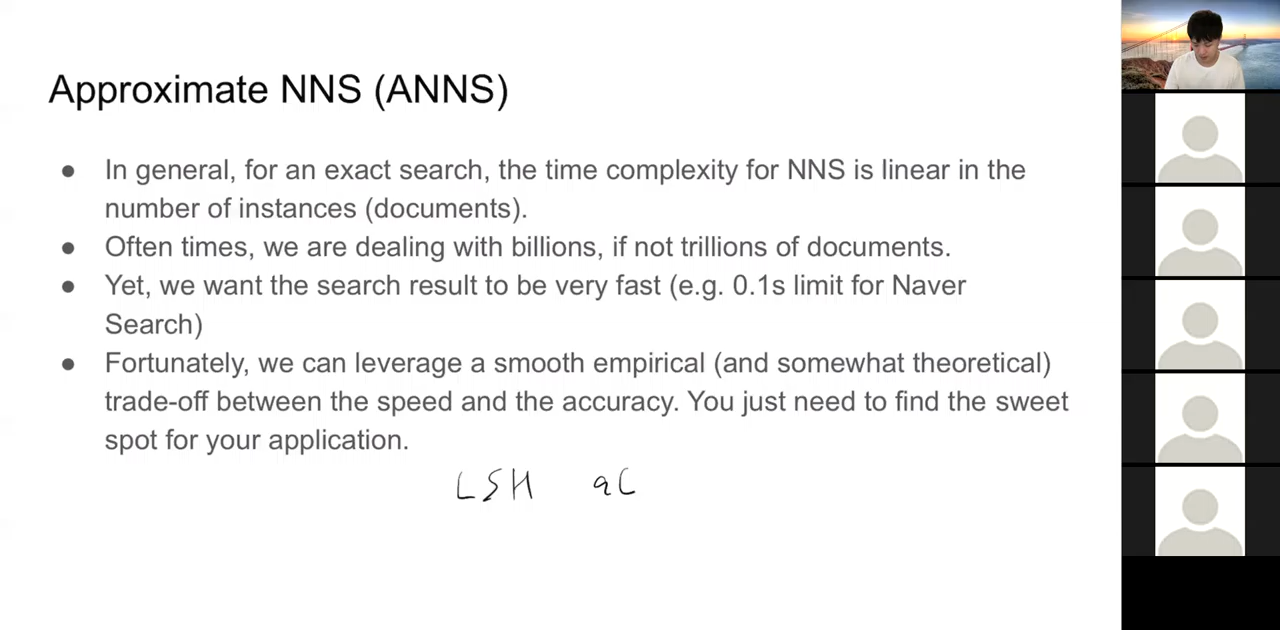 Approximate NNS (ANNS)
● In general, for an exact search, the time complexity for NNS is linear in the
number of instances (documents).
● Often times, we are dealing with billions, if not trillions of documents.
● Yet, we want the search result to be very fast (e.g. 0.1s limit for Naver
Search)
● Fortunately, we can leverage a smooth empirical (and somewhat theoretical)
trade-off between the speed and the accuracy. You just need to find the sweet
spot for your application.
LSH